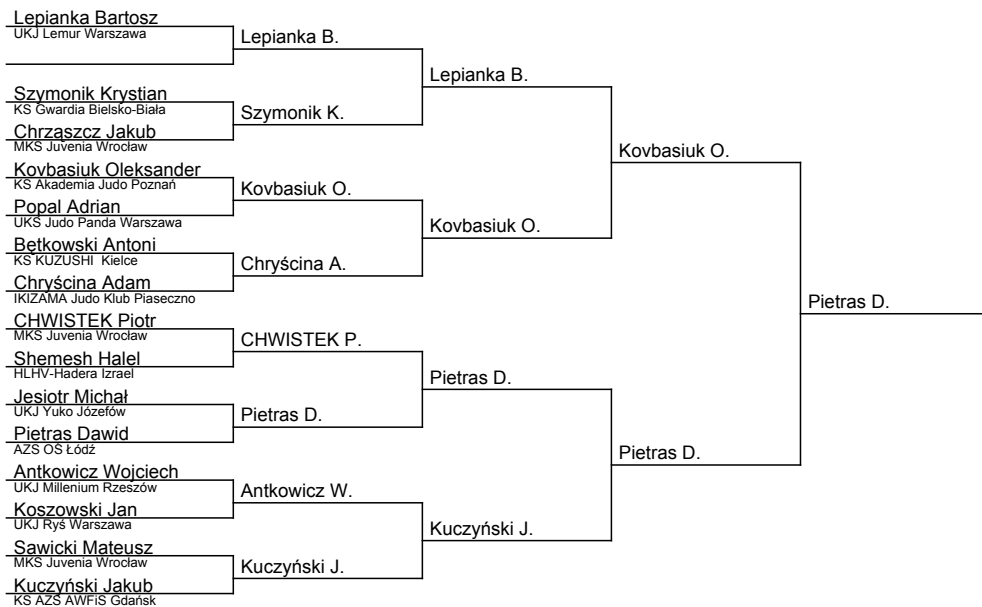 Lepianka Bartosz
UKJ Lemur Warszawa
Lepianka B.
Lepianka B.
Szymonik Krystian
KS Gwardia Bielsko-Biała
Szymonik K.
Chrząszcz Jakub
MKS Juvenia Wrocław
Kovbasiuk O.
Kovbasiuk Oleksander
KS Akademia Judo Poznań
Kovbasiuk O.
Popal Adrian
UKS Judo Panda Warszawa
Kovbasiuk O.
Bętkowski Antoni
KS KUZUSHI Kielce
Chryścina A.
Chryścina Adam
IKIZAMA Judo Klub Piaseczno
Pietras D.
CHWISTEK Piotr
MKS Juvenia Wrocław
CHWISTEK P.
Shemesh Halel
HLHV-Hadera Izrael
Pietras D.
Jesiotr Michał
UKJ Yuko Józefów
Pietras D.
Pietras Dawid
AZS OŚ Łódź
Pietras D.
Antkowicz Wojciech
UKJ Millenium Rzeszów
Antkowicz W.
Koszowski Jan
UKJ Ryś Warszawa
Kuczyński J.
Sawicki Mateusz
MKS Juvenia Wrocław
Kuczyński J.
Kuczyński Jakub
KS AZS AWFiS Gdańsk